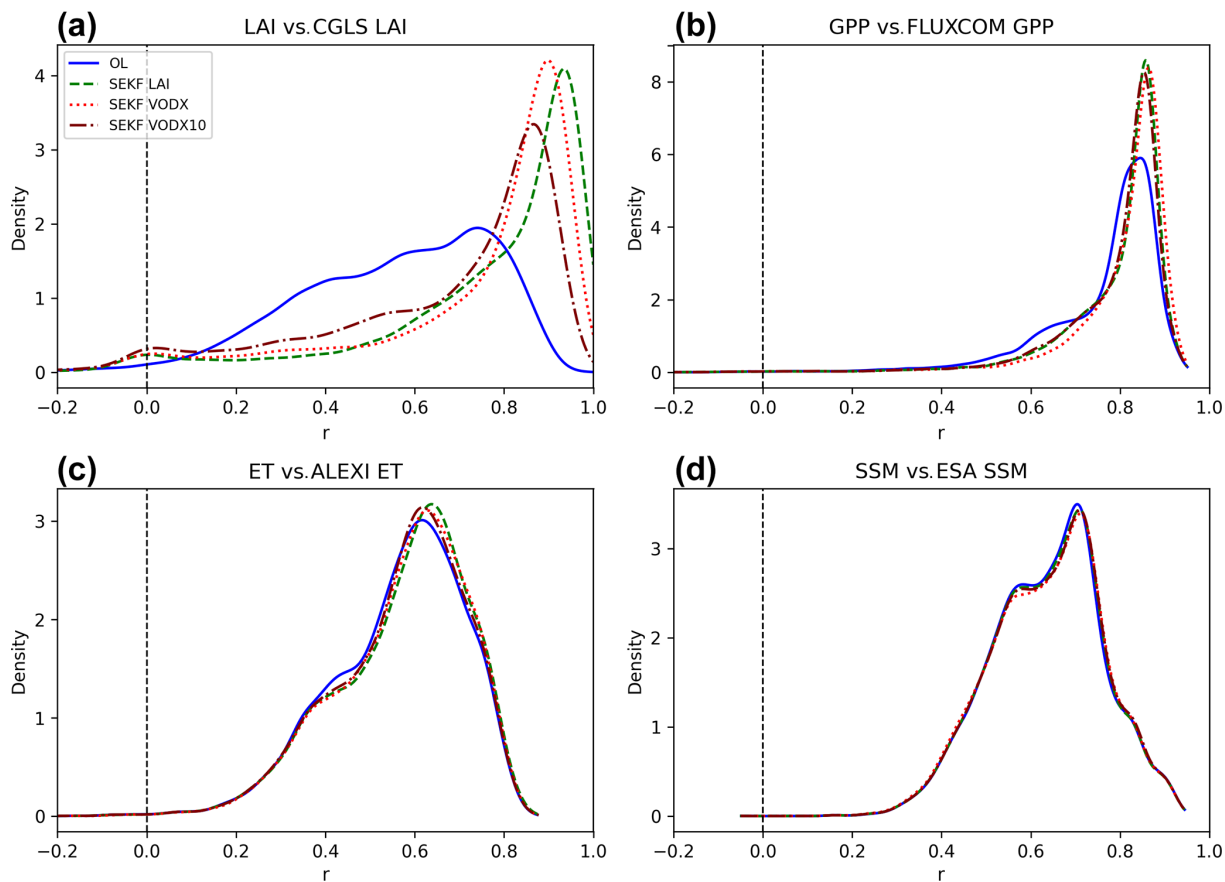 (a)
LAI vs.CGLS LAI
OL
SEKF LAI
SEKF VODX
SEKF VODX10
Density
4
3
2
1
0
−0.2 0.0 0.2 0.4 0.6 0.8 1.0
r
(b)
GPP vs.FLUXCOM GPP
Density
8
6
4
2
0
−0.2 0.0 0.2 0.4 0.6 0.8 1.0
r
(c)
ET vs.ALEXI ET
Density
3
2
1
0
−0.2 0.0 0.2 0.4 0.6 0.8 1.0
r
(d)
SSM vs.ESA SSM
Density
3
2
1
0
−0.2 0.0 0.2 0.4 0.6 0.8 1.0
r